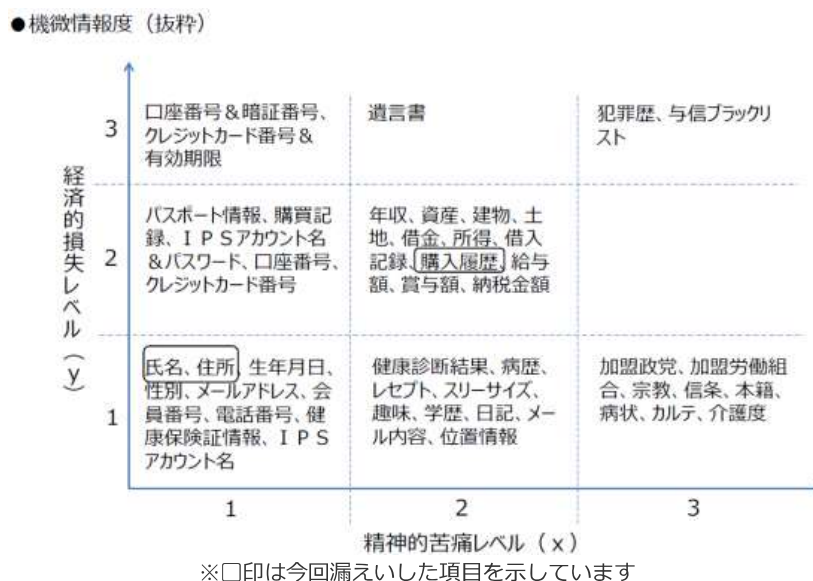 ●機微情報度（抜粋）
経済的損失レベル（y）
3
口座番号＆暗証番号、
クレジットカード番号＆
有効期限
遺言書
犯罪歴、与信ブラックリ
スト
2
パスポート情報、購買記
録、ＩＰＳアカウント名
＆パスワード、口座番号、
クレジットカード番号
年収、資産、建物、土
地、借金、所得、借入
記録、購入履歴、給与
額、賞与額、納税金額
1
氏名、住所、生年月日、
性別、メールアドレス、会
員番号、電話番号、健
康保険証情報、ＩＰＳ
アカウント名
健康診断結果、病歴、
レセプト、スリーサイズ、
趣味、学歴、日記、メー
ル内容、位置情報
加盟政党、加盟労働組
合、宗教、信条、本籍、
病状、カルテ、介護度
1
2
3
精神的苦痛レベル（ｘ）
※□印は今回漏えいした項目を示しています